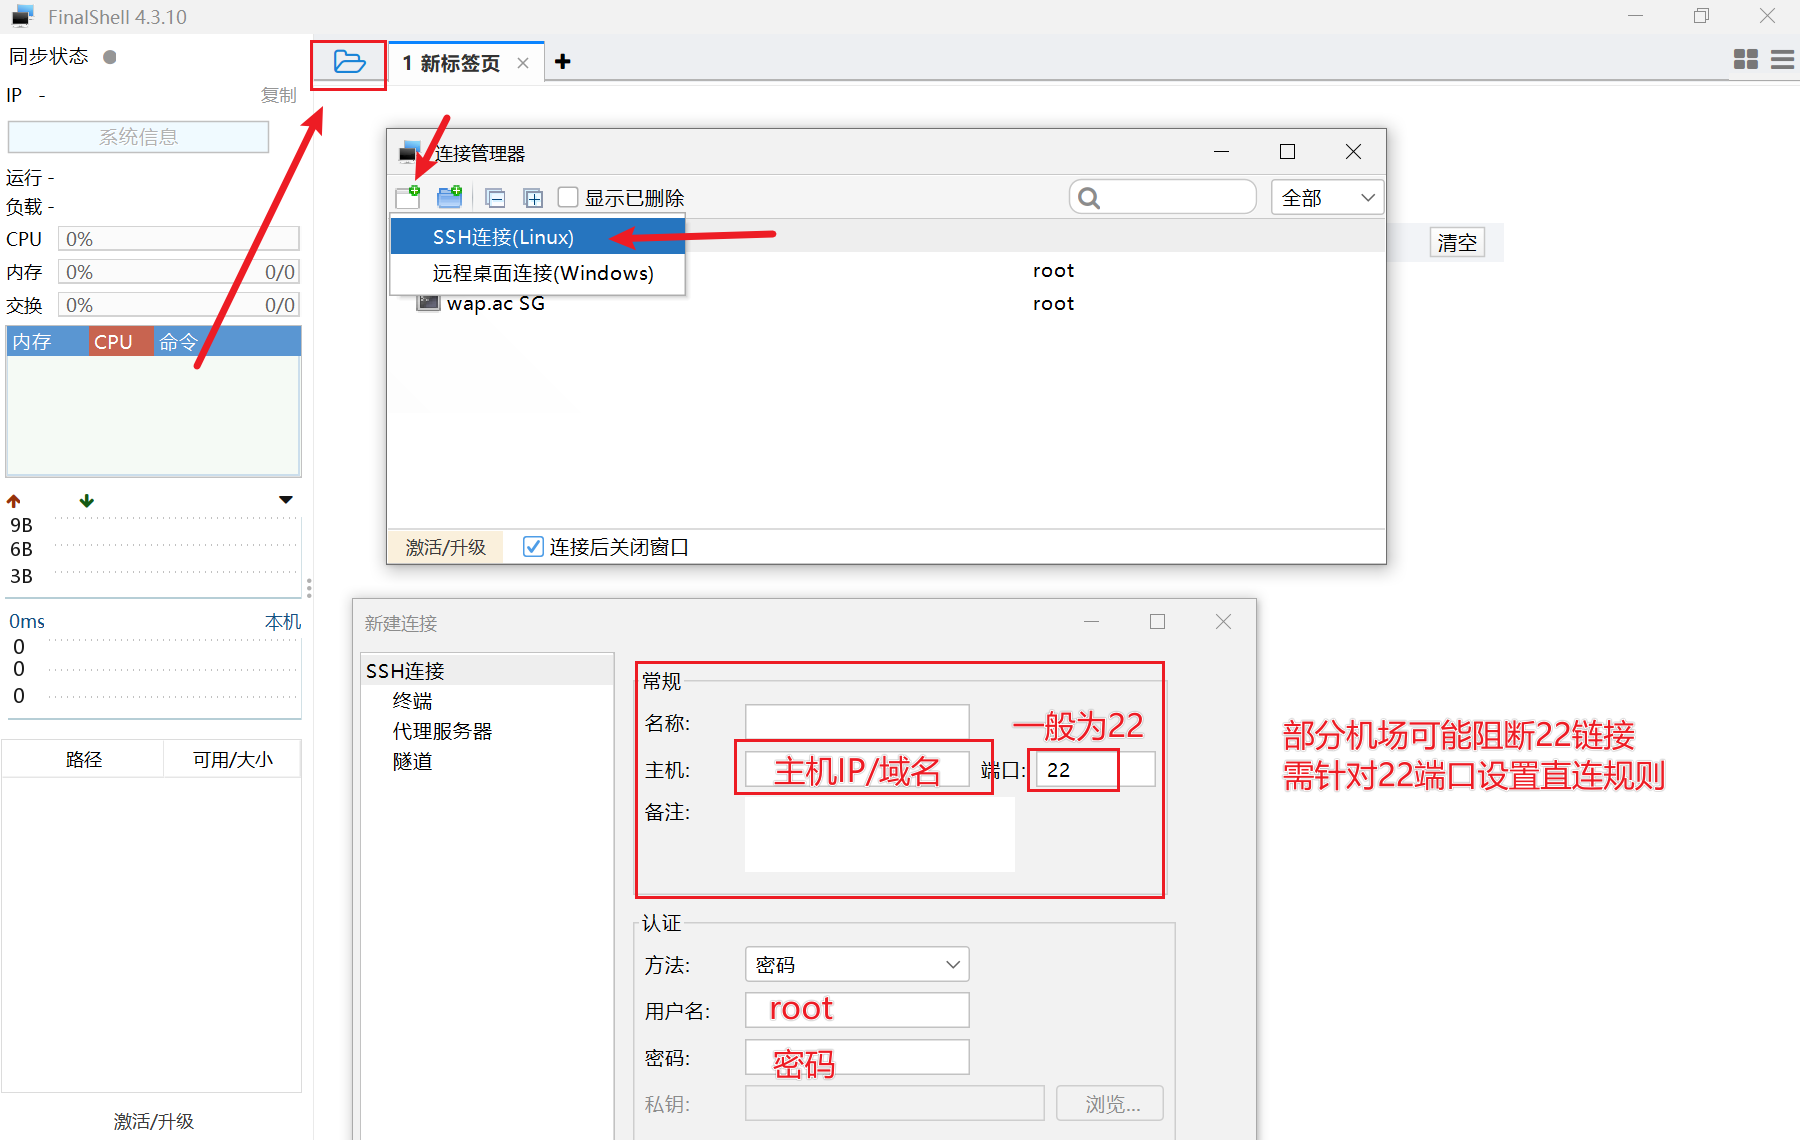 FinalShell 4.3.10
同步状态
1 新标签页
IP -
复制
系统信息
运行 -
负载 -
CPU 0%
内存 0% 0/0
交换 0% 0/0
内存 CPU 命令
9B
6B
3B
0ms 本机
0
0
0
路径 可用/大小
激活/升级
连接管理器
显示已删除
全部
SSH连接(Linux)
远程桌面连接(Windows)
root
wap.ac SG root
清空
激活/升级 连接后关闭窗口
新建连接
SSH连接
终端
代理服务器
隧道
常规
名称:
一般为22
主机: 主机IP/域名 端口: 22
备注:
部分机场可能阻断22链接
需针对22端口设置直连规则
认证
方法: 密码
用户名: root
密码: 密码
私钥: 浏览...